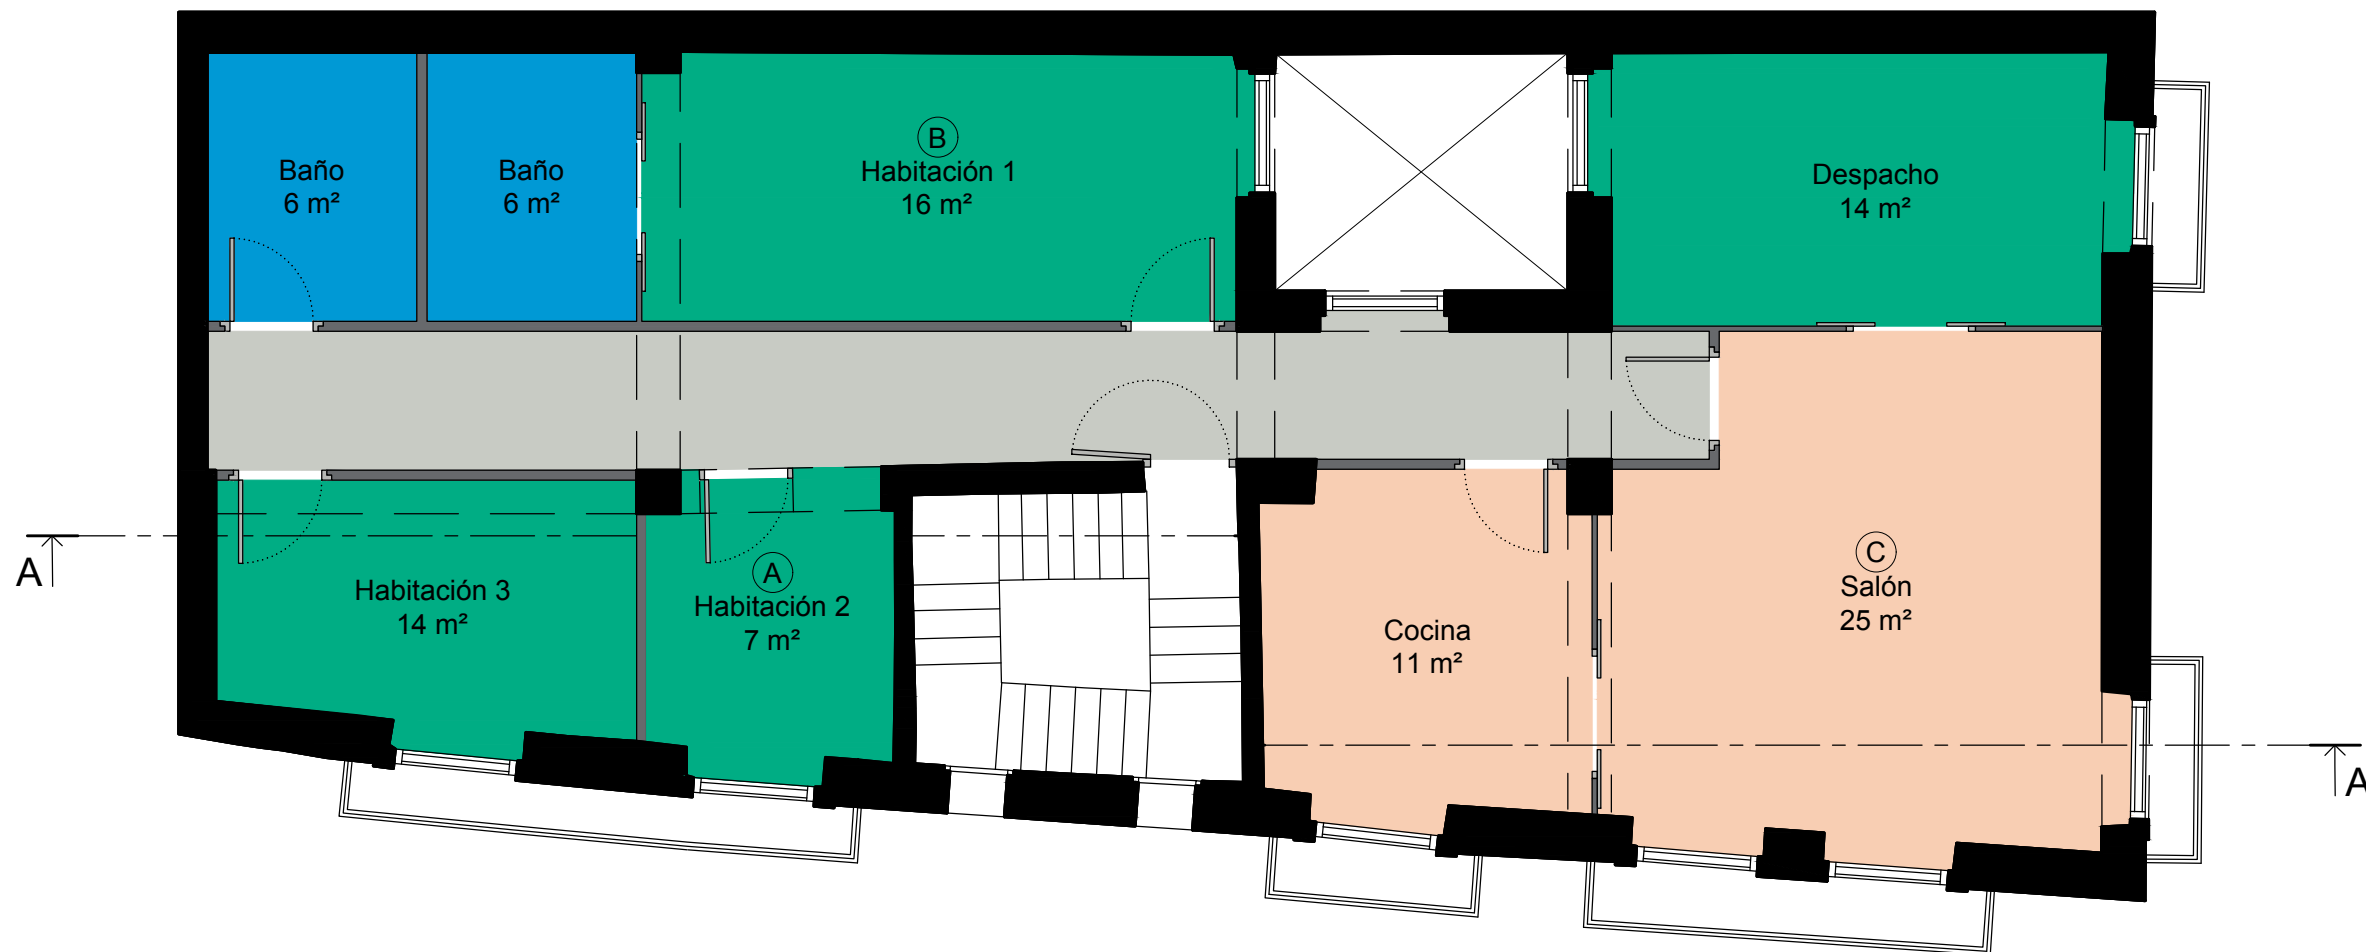 Baño
6 m²
Baño
6 m²
B
Habitación 1
16 m²
Despacho
14 m²
A
Habitación 3
14 m²
A
Habitación 2
7 m²
Cocina
11 m²
C
Salón
25 m²
A